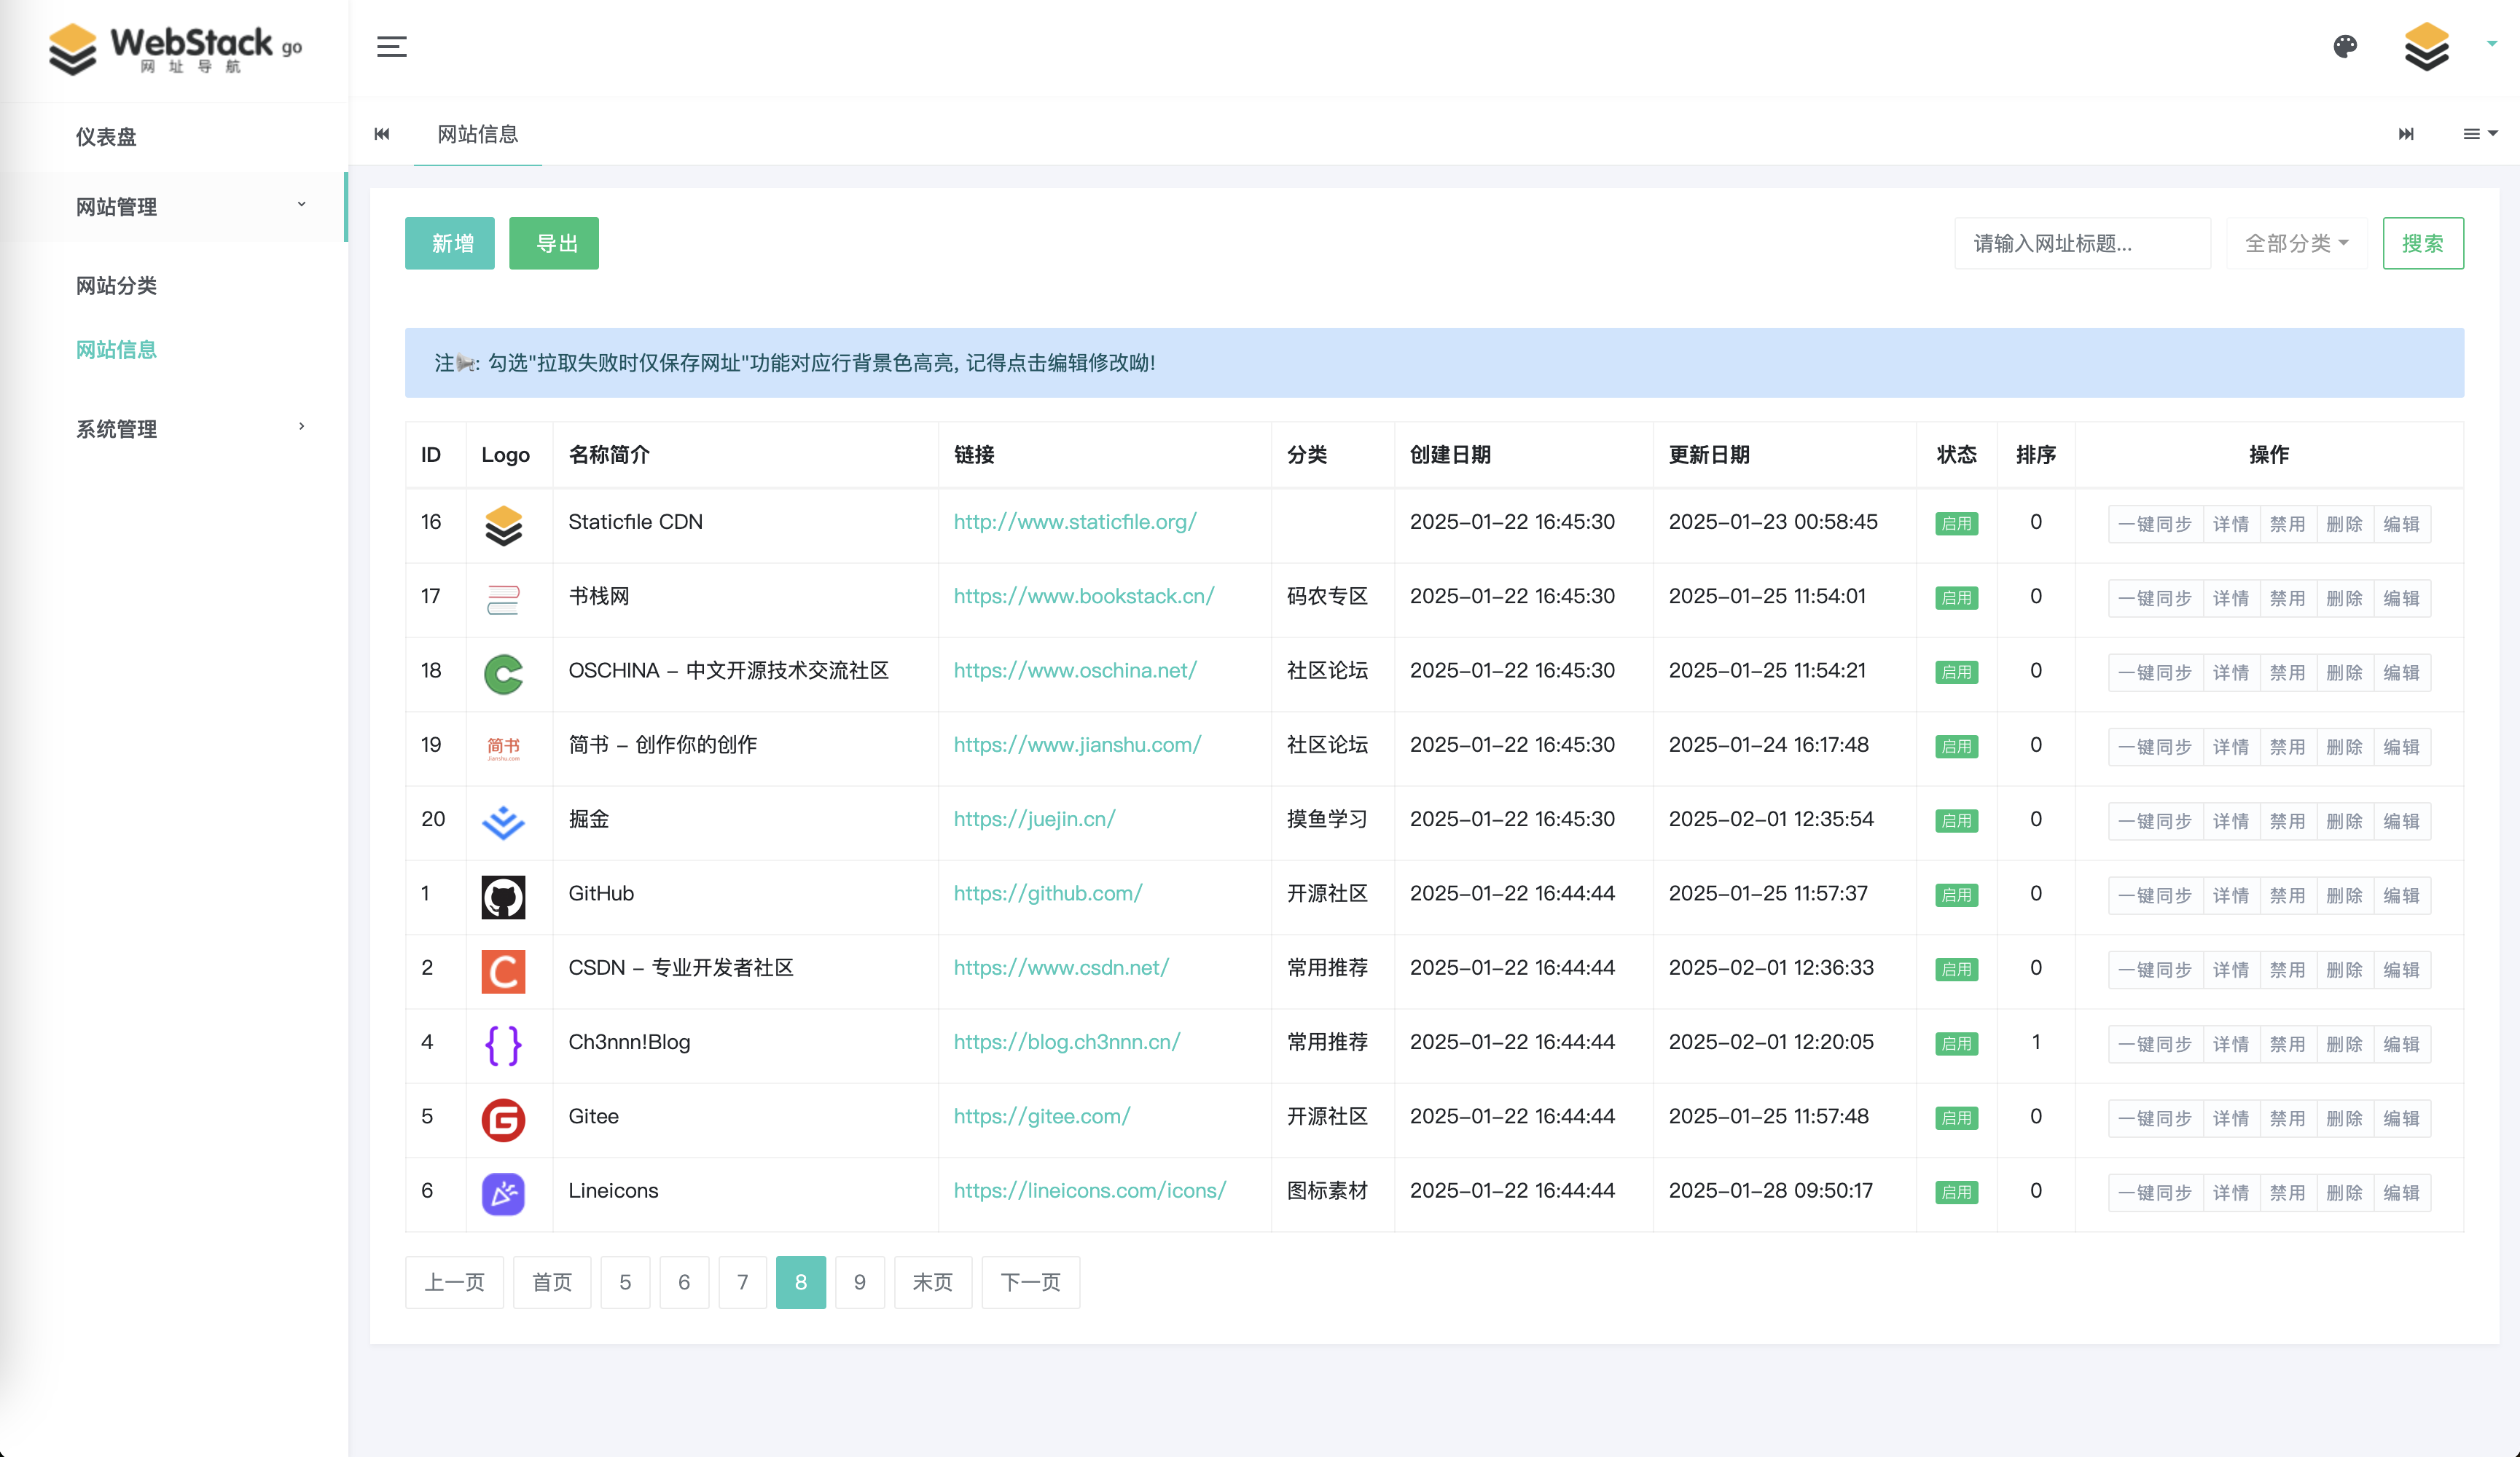 WebStack go
网址导航
仪表盘
网站管理
网站分类
网站信息
系统管理
网站信息
新增 导出 请输入网址标题... 全部分类 搜索
注📢: 勾选"拉取失败时仅保存网址"功能对应行背景色高亮, 记得点击编辑修改呦!
ID Logo 名称简介 链接 分类 创建日期 更新日期 状态 排序 操作
16 Staticfile CDN http://www.staticfile.org/ 2025-01-22 16:45:30 2025-01-23 00:58:45 启用 0 一键同步 详情 禁用 删除 编辑
17 书栈网 https://www.bookstack.cn/ 码农专区 2025-01-22 16:45:30 2025-01-25 11:54:01 启用 0 一键同步 详情 禁用 删除 编辑
18 OSCHINA - 中文开源技术交流社区 https://www.oschina.net/ 社区论坛 2025-01-22 16:45:30 2025-01-25 11:54:21 启用 0 一键同步 详情 禁用 删除 编辑
19 简书 Jianshu.com 简书 - 创作你的创作 https://www.jianshu.com/ 社区论坛 2025-01-22 16:45:30 2025-01-24 16:17:48 启用 0 一键同步 详情 禁用 删除 编辑
20 掘金 https://juejin.cn/ 摸鱼学习 2025-01-22 16:45:30 2025-02-01 12:35:54 启用 0 一键同步 详情 禁用 删除 编辑
1 GitHub https://github.com/ 开源社区 2025-01-22 16:44:44 2025-01-25 11:57:37 启用 0 一键同步 详情 禁用 删除 编辑
2 CSDN - 专业开发者社区 https://www.csdn.net/ 常用推荐 2025-01-22 16:44:44 2025-02-01 12:36:33 启用 0 一键同步 详情 禁用 删除 编辑
4 Ch3nnn!Blog https://blog.ch3nnn.cn/ 常用推荐 2025-01-22 16:44:44 2025-02-01 12:20:05 启用 1 一键同步 详情 禁用 删除 编辑
5 Gitee https://gitee.com/ 开源社区 2025-01-22 16:44:44 2025-01-25 11:57:48 启用 0 一键同步 详情 禁用 删除 编辑
6 Lineicons https://lineicons.com/icons/ 图标素材 2025-01-22 16:44:44 2025-01-28 09:50:17 启用 0 一键同步 详情 禁用 删除 编辑
上一页 首页 5 6 7 8 9 末页 下一页